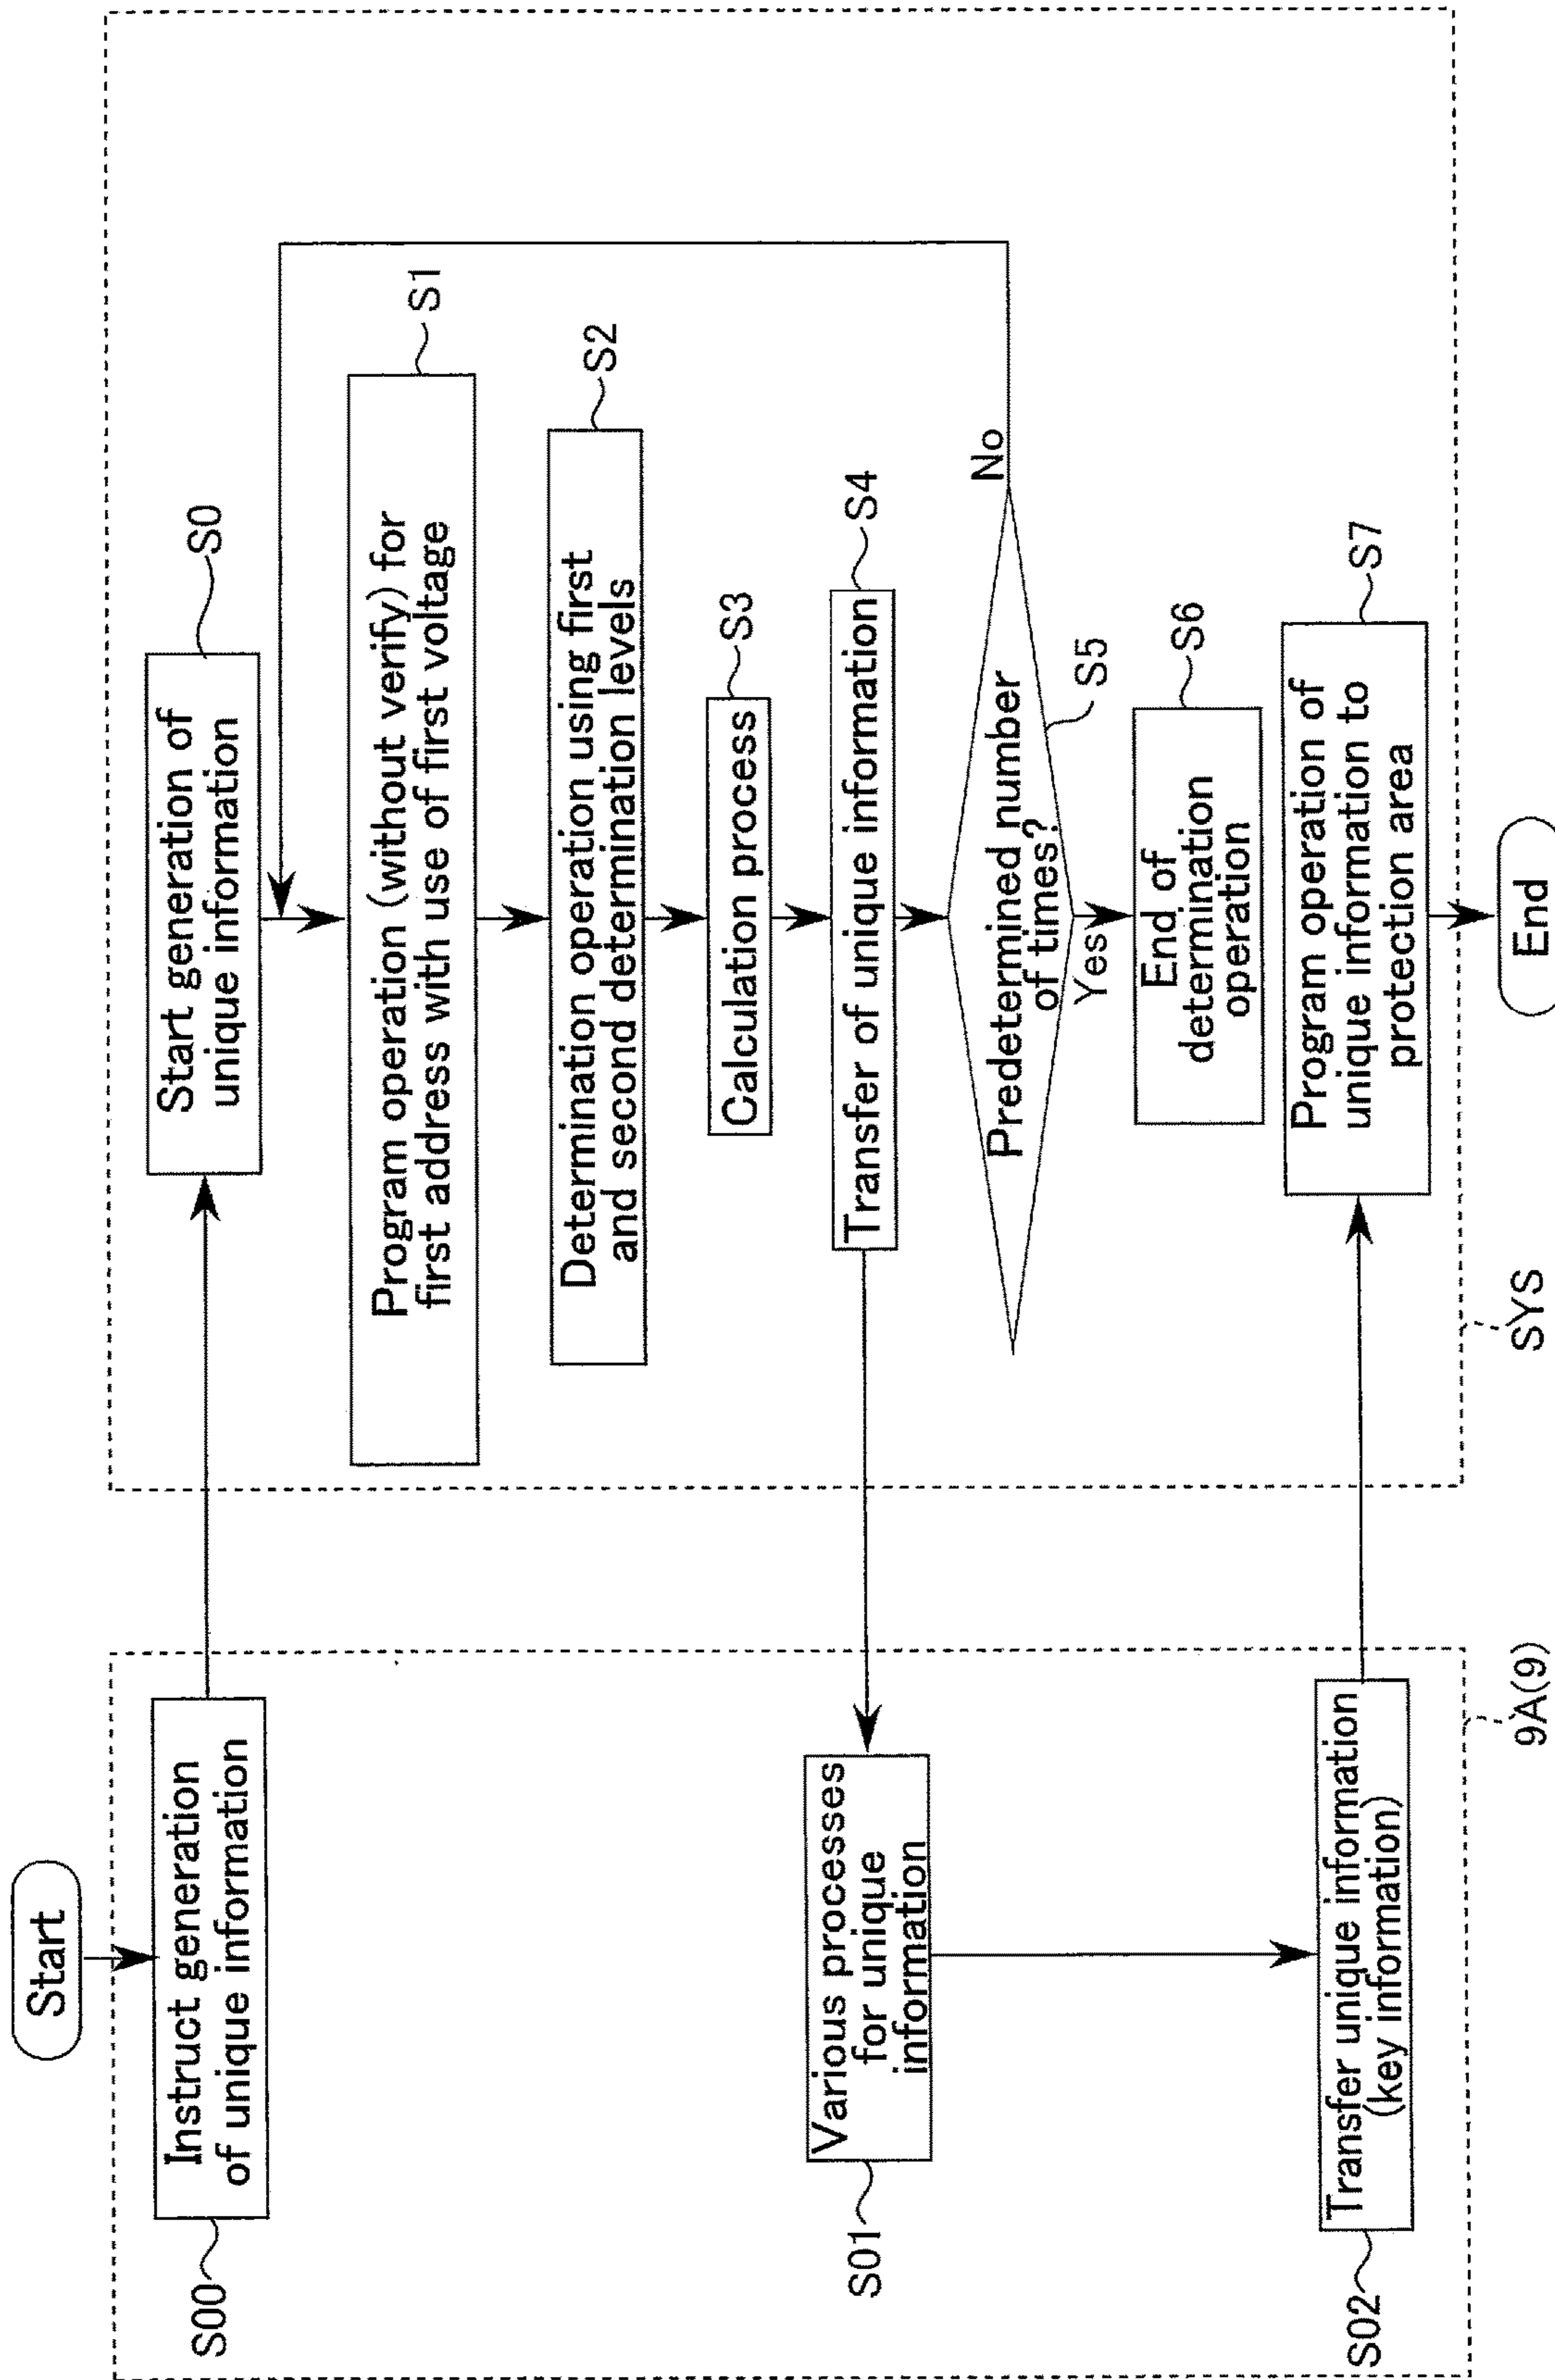 Start
S00
Instruct generation
of unique information
Start generation of
unique information
S0
Program operation (without verify) for
first address with use of first voltage
S1
Determination operation using first
and second determination levels
S2
Calculation process
S3
Transfer of unique information
S4
S01
Various processes
for unique
information
Predetermined number
of times?
No
S5
Yes
End of
determination
operation
S6
S02
Transfer unique information
(key information)
Program operation of
unique information to
protection area
S7
9A(9)
SYS
End